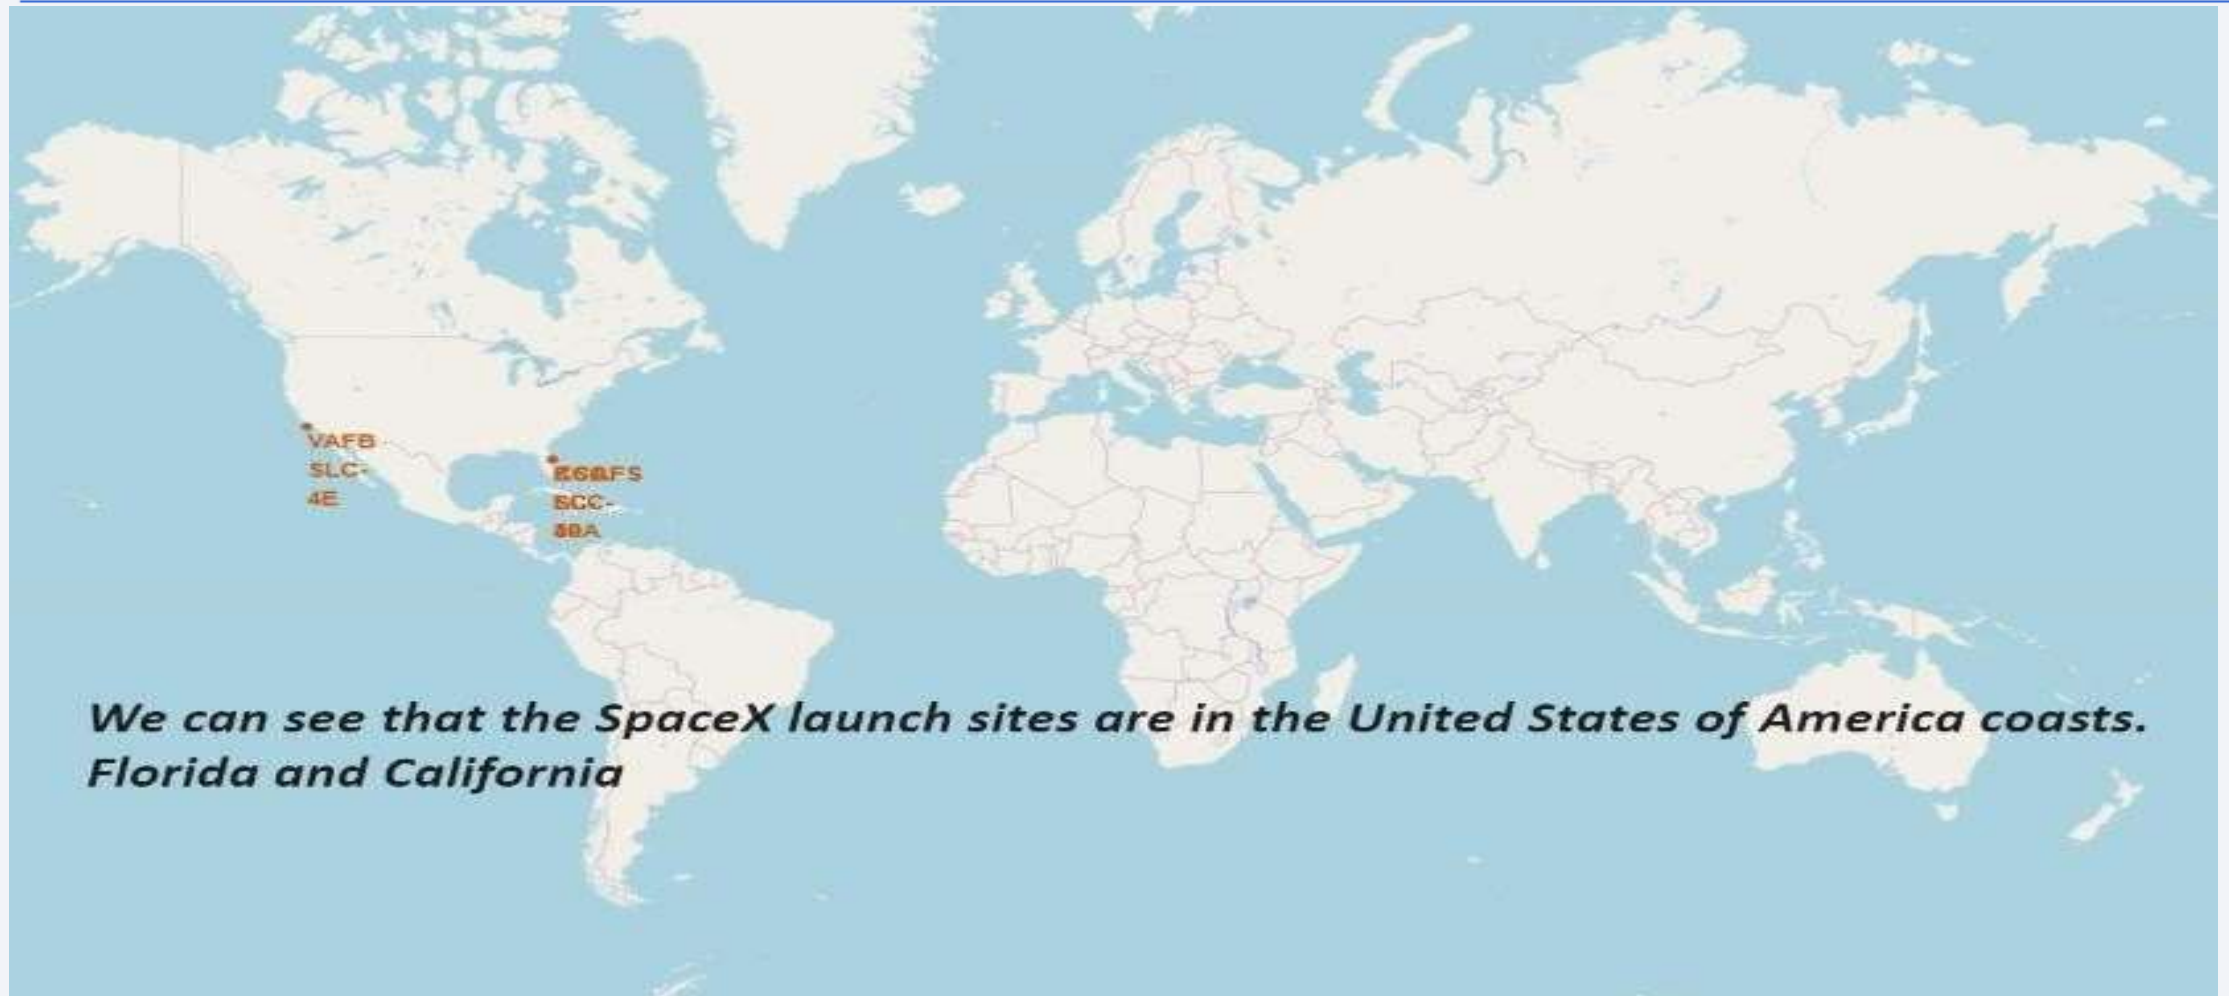 VAFB
SLC-
4E
We can see that the SpaceX launch sites are in the United States of America coasts.
Florida and California